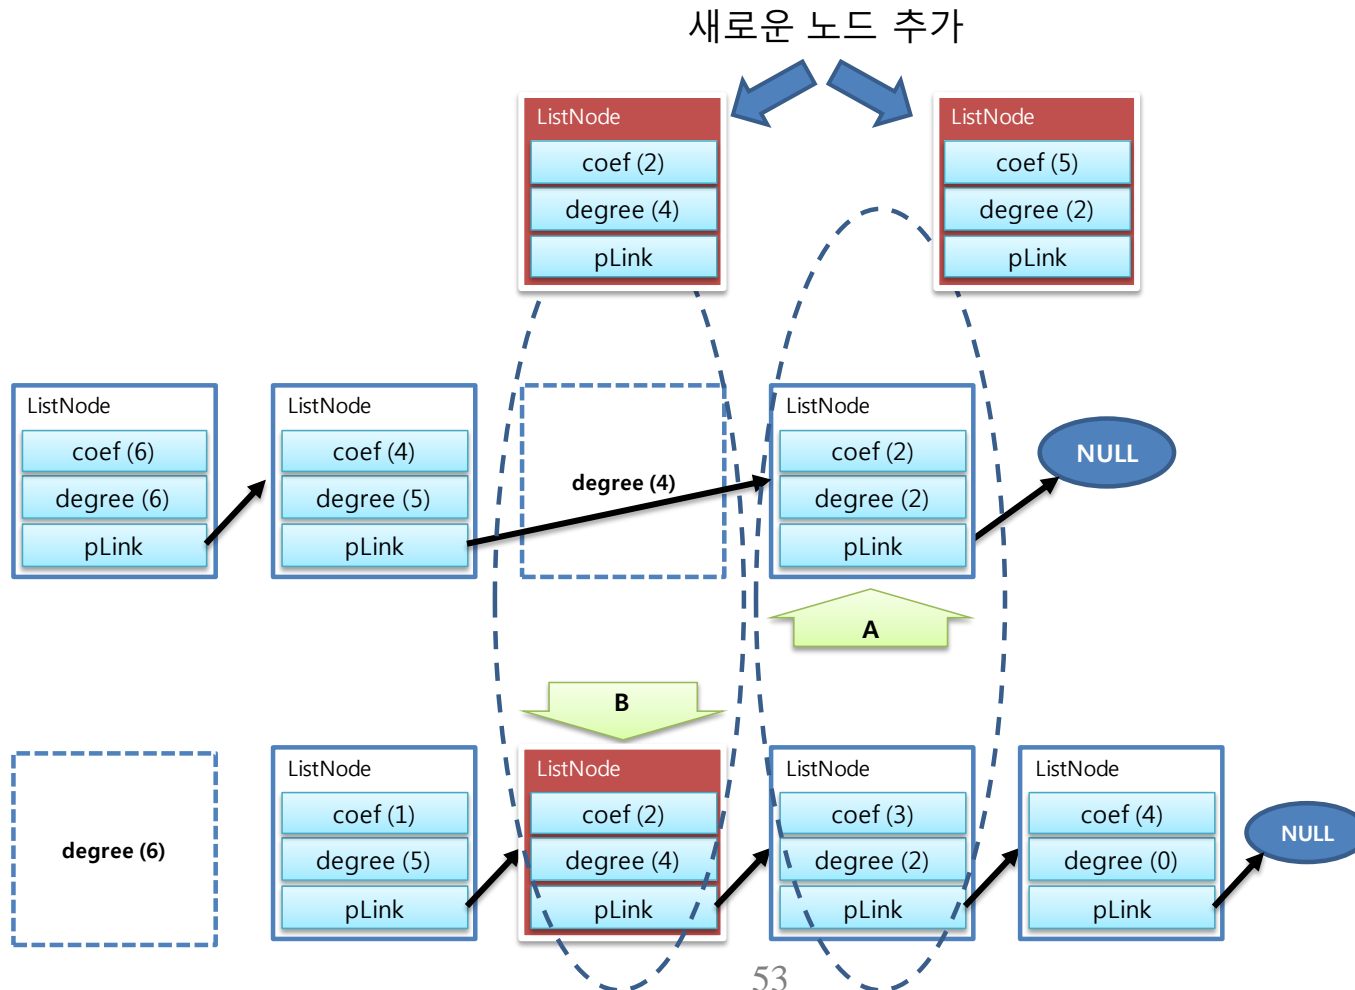 새로운 노드 추가
ListNode
coef (2)
degree (4)
pLink
ListNode
coef (5)
degree (2)
pLink
ListNode
coef (6)
degree (6)
pLink
ListNode
coef (4)
degree (5)
pLink
degree (4)
ListNode
coef (2)
degree (2)
pLink
NULL
A
B
degree (6)
ListNode
coef (1)
degree (5)
pLink
ListNode
coef (2)
degree (4)
pLink
ListNode
coef (3)
degree (2)
pLink
ListNode
coef (4)
degree (0)
pLink
NULL
53